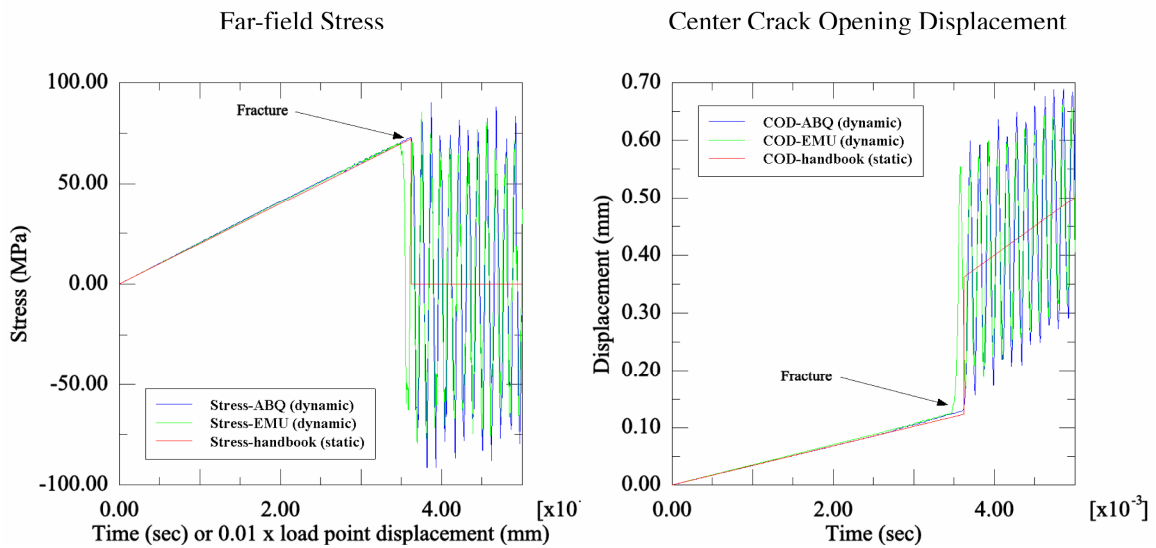 Far-field Stress
100.00
50.00
0.00
-50.00
-100.00
Stress (MPa)
Fracture
Stress-ABQ (dynamic)
Stress-EMU (dynamic)
Stress-handbook (static)
0.00
2.00
4.00
[x10
Time (sec) or 0.01 x load point displacement (mm)
Center Crack Opening Displacement
0.70
0.60
0.50
0.40
0.30
0.20
0.10
0.00
Displacement (mm)
COD-ABQ (dynamic)
COD-EMU (dynamic)
COD-handbook (static)
Fracture
0.00
2.00
4.00
[x10⁻³]
Time (sec)